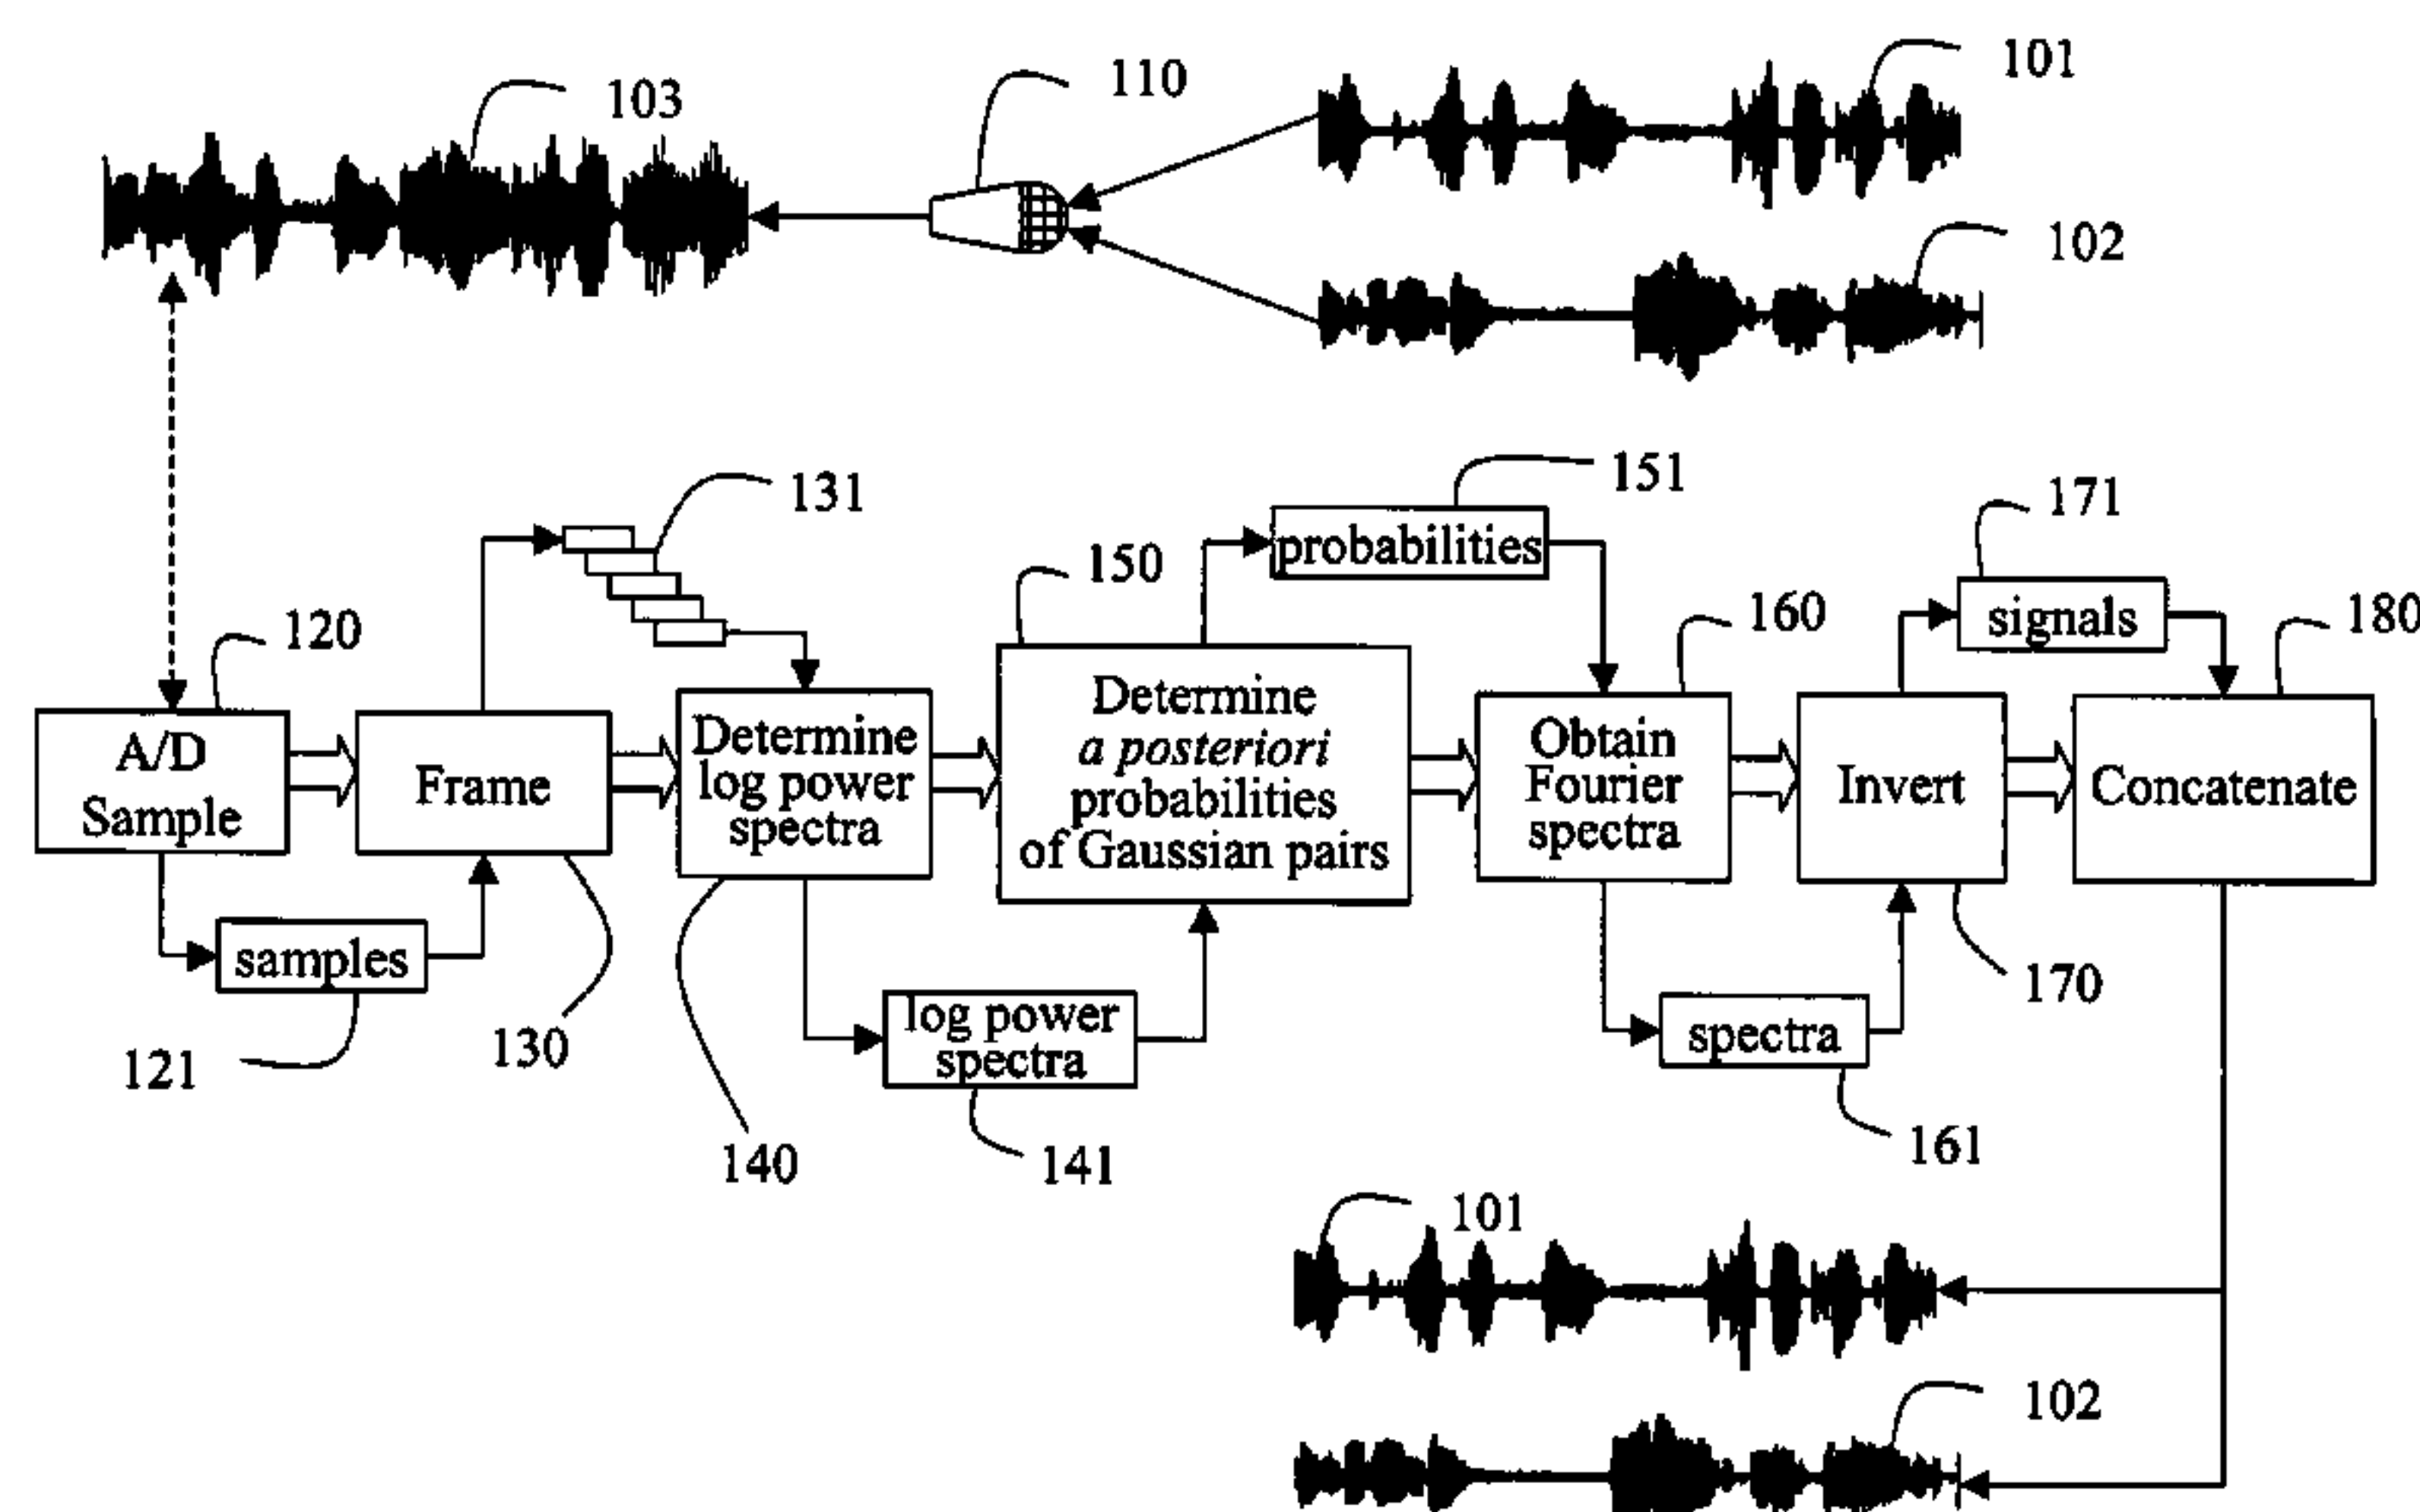 101
110
103
102
151
131
171
150
160
180
120
probabilities
signals
A/D
Sample
Frame
Determine
log power
spectra
Determine
a posteriori
probabilities
of Gaussian pairs
Obtain
Fourier
spectra
Invert
Concatenate
samples
log power
spectra
spectra
121
130
140
141
170
161
101
102